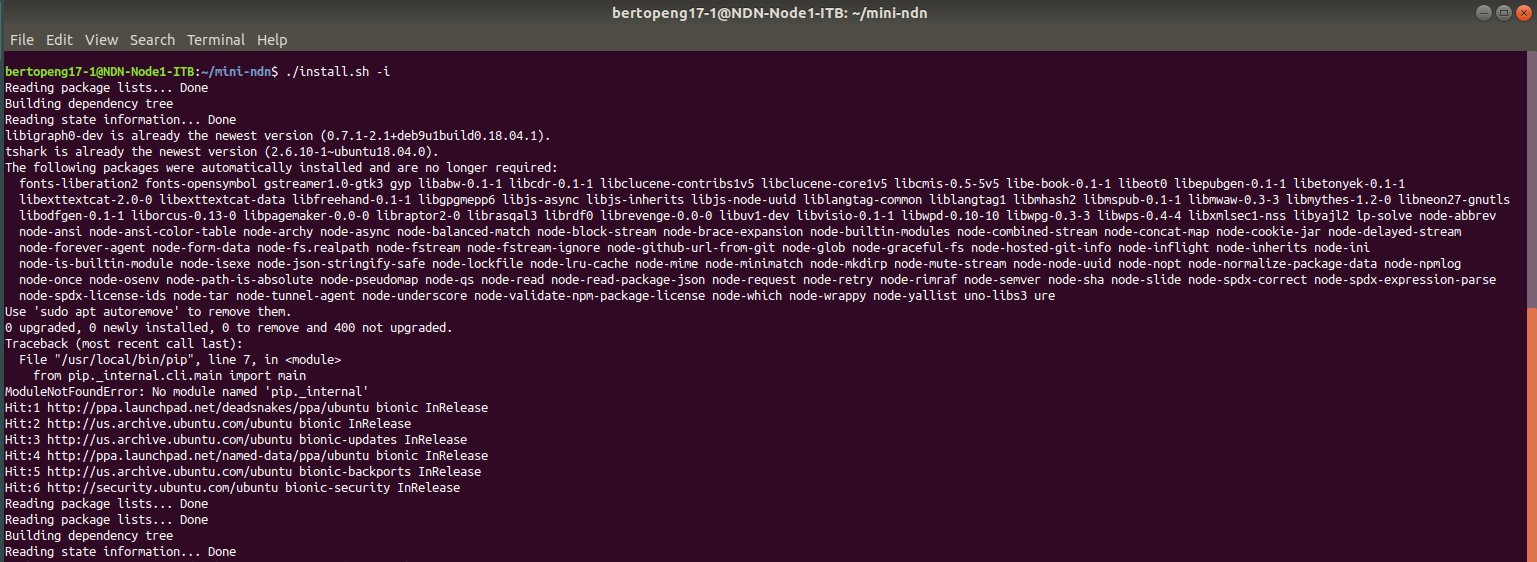 bertopeng17-1@NDN-Node1-ITB: ~/mini-ndn
File Edit View Search Terminal Help
bertopeng17-1@NDN-Node1-ITB:~/mini-ndn$ ./install.sh -i
Reading package lists... Done
Building dependency tree
Reading state information... Done
libigraph0-dev is already the newest version (0.7.1-2.1+deb9u1build0.18.04.1).
tshark is already the newest version (2.6.10-1~ubuntu18.04.0).
The following packages were automatically installed and are no longer required:
fonts-liberation2 fonts-opensymbol gstreamer1.0-gtk3 gyp libabw-0.1-1 libcdr-0.1-1 libclucene-contribs1v5 libclucene-core1v5 libcmis-0.5-5v5 libe-book-0.1-1 libeot0 libepubgen-0.1-1 libetonyek-0.1-1
libexttextcat-2.0-0 libexttextcat-data libfreehand-0.1-1 libgpgmepp6 libjs-async libjs-inherits libjs-node-uuid liblangtag-common liblangtag1 libmhash2 libmspub-0.1-1 libmwaw-0.3-3 libmythes-1.2-0 libneon27-gnutls
libodfgen-0.1-1 liborcus-0.13-0 libpagemaker-0.0-0 libraptor2-0 librasqal3 librdf0 librevenge-0.0-0 libuv1-dev libvisio-0.1-1 libwpd-0.10-10 libwpg-0.3-3 libwps-0.4-4 libxmlsec1-nss libyajl2 lp-solve node-abbrev
node-ansi node-ansi-color-table node-archy node-async node-balanced-match node-block-stream node-brace-expansion node-builtin-modules node-combined-stream node-concat-map node-cookie-jar node-delayed-stream
node-forever-agent node-form-data node-fs.realpath node-fstream node-fstream-ignore node-github-url-from-git node-glob node-graceful-fs node-hosted-git-info node-inflight node-inherits node-ini
node-is-builtin-module node-isexe node-json-stringify-safe node-lockfile node-lru-cache node-mime node-minimatch node-mkdirp node-mute-stream node-node-uuid node-nopt node-normalize-package-data node-npmlog
node-once node-osenv node-path-is-absolute node-pseudomap node-qs node-read node-read-package-json node-request node-retry node-rimraf node-semver node-sha node-slide node-spdx-correct node-spdx-expression-parse
node-spdx-license-ids node-tar node-tunnel-agent node-underscore node-validate-npm-package-license node-which node-wrappy node-yallist uno-libs3 ure
Use 'sudo apt autoremove' to remove them.
0 upgraded, 0 newly installed, 0 to remove and 400 not upgraded.
Traceback (most recent call last):
File "/usr/local/bin/pip", line 7, in <module>
from pip._internal.cli.main import main
ModuleNotFoundError: No module named 'pip._internal'
Hit:1 http://ppa.launchpad.net/deadsnakes/ppa/ubuntu bionic InRelease
Hit:2 http://us.archive.ubuntu.com/ubuntu bionic InRelease
Hit:3 http://us.archive.ubuntu.com/ubuntu bionic-updates InRelease
Hit:4 http://ppa.launchpad.net/named-data/ppa/ubuntu bionic InRelease
Hit:5 http://us.archive.ubuntu.com/ubuntu bionic-backports InRelease
Hit:6 http://security.ubuntu.com/ubuntu bionic-security InRelease
Reading package lists... Done
Reading package lists... Done
Building dependency tree
Reading state information... Done